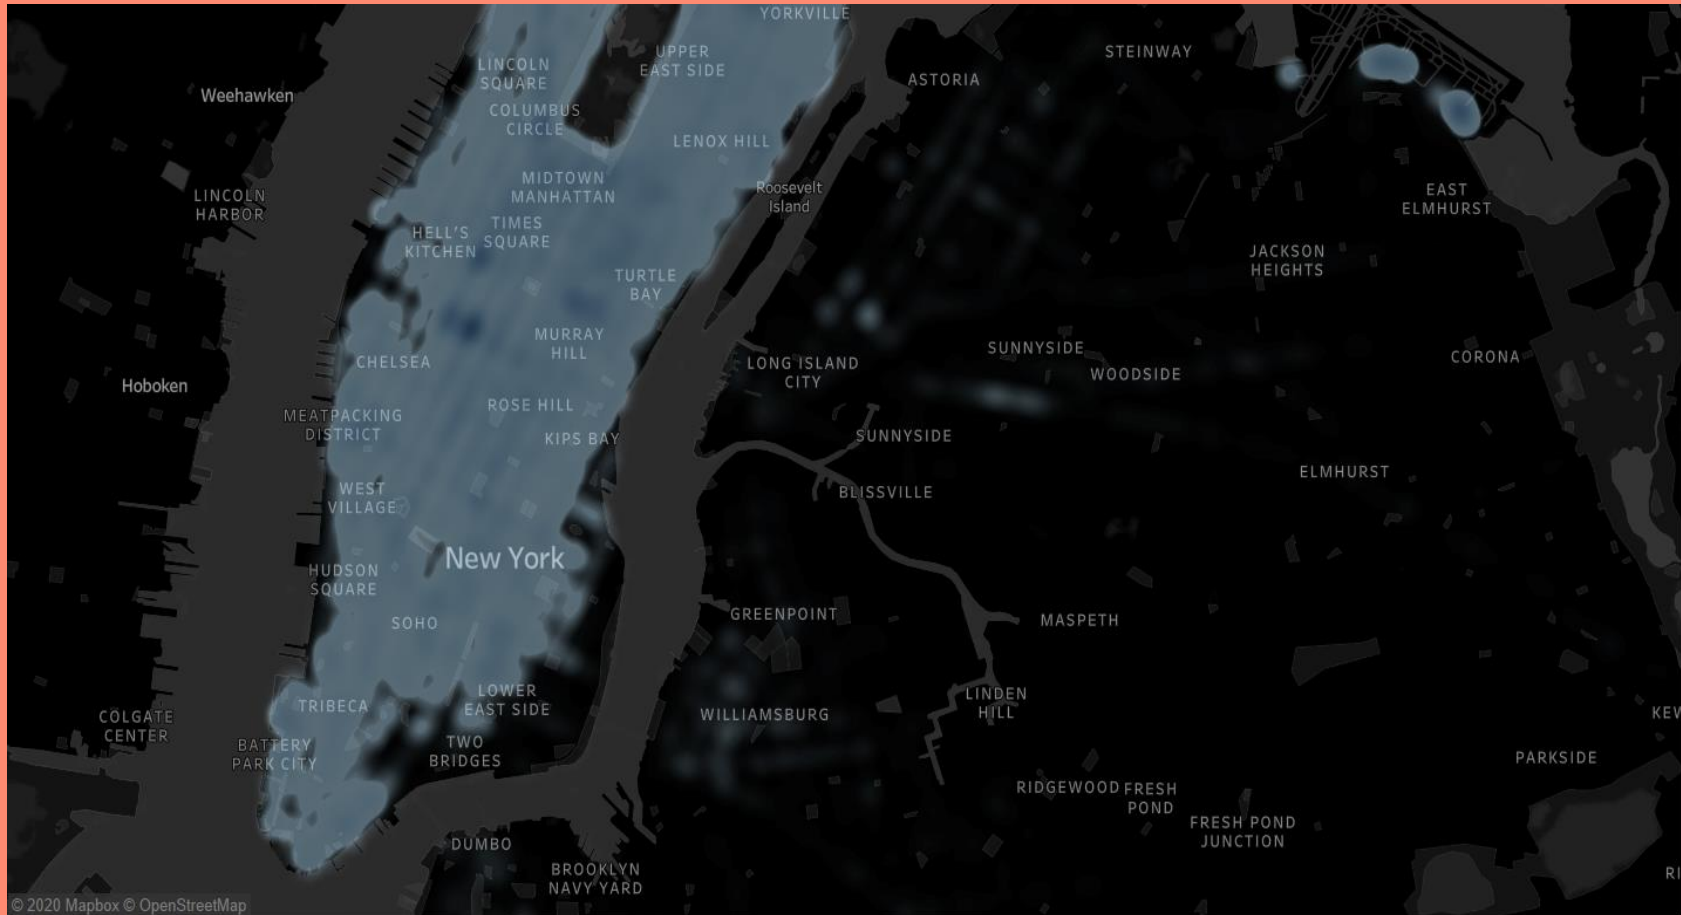 YORKVILLE
UPPER
EAST SIDE
STEINWAY
LINCOLN
SQUARE
ASTORIA
Weehawken
COLUMBUS
CIRCLE
LENOX HILL
MIDTOWN
MANHATTAN
Roosevelt
Island
LINCOLN
HARBOR
EAST
ELMHURST
HELL'S
KITCHEN
TIMES
SQUARE
JACKSON
HEIGHTS
TURTLE
BAY
MURRAY
HILL
CHELSEA
LONG ISLAND
CITY
SUNNYSIDE
WOODSIDE
CORONA
Hoboken
MEATPACKING
DISTRICT
ROSE HILL
KIPS BAY
SUNNYSIDE
ELMHURST
WEST
VILLAGE
BLISSVILLE
New York
HUDSON
SQUARE
SOHO
GREENPOINT
MASPETH
TRIBECA
LOWER
EAST SIDE
WILLIAMSBURG
LINDEN
HILL
KEW
COLGATE
CENTER
BATTERY
PARK CITY
TWO
BRIDGES
PARKSIDE
RIDGEWOOD
FRESH
POND
FRESH POND
JUNCTION
DUMBO
BROOKLYN
NAVY YARD
RI
© 2020 Mapbox © OpenStreetMap